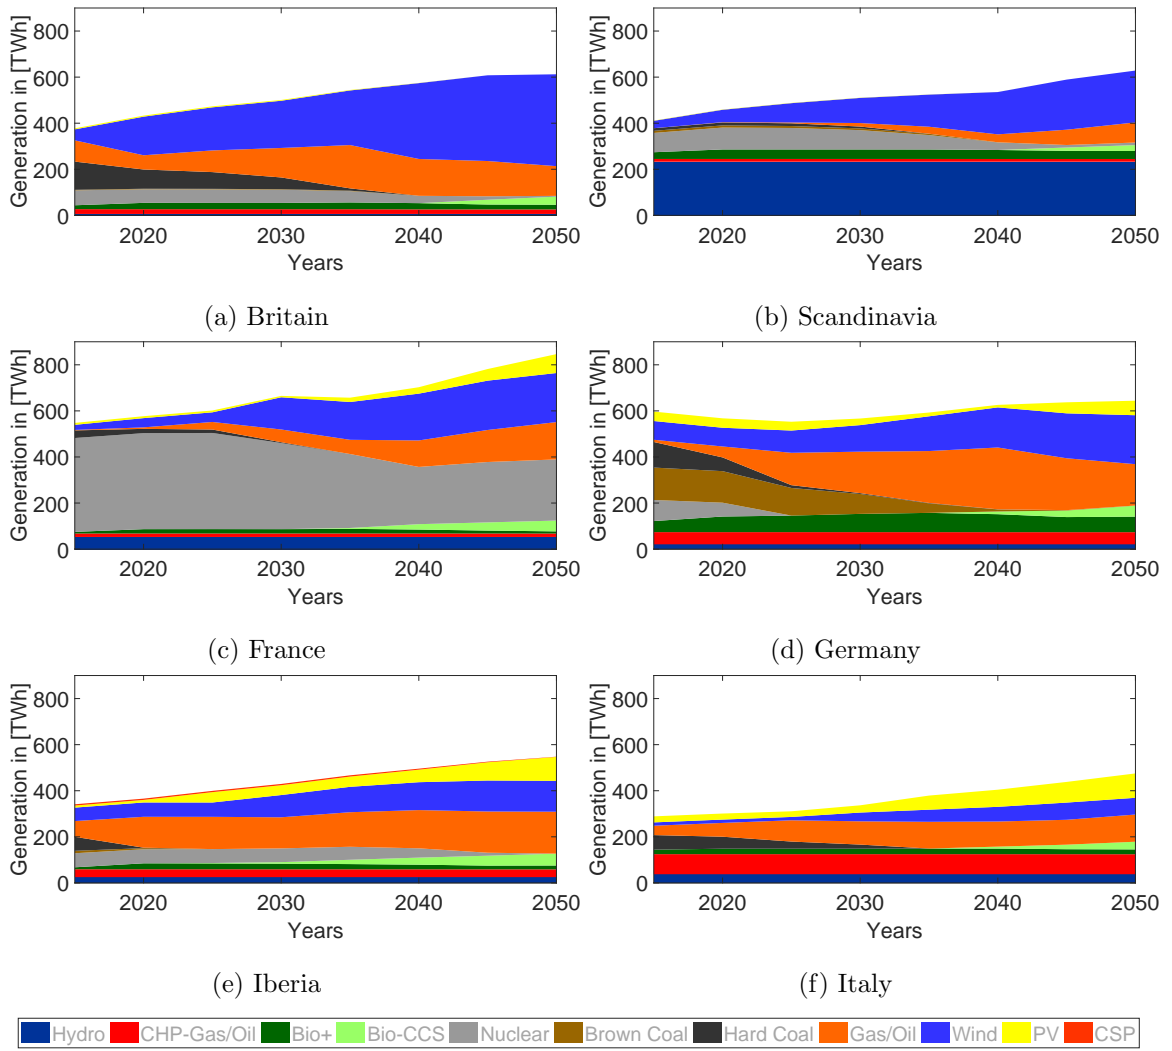 Generation in [TWh]
800
600
400
200
0
2020 2030 2040 2050
Years
(a) Britain
Generation in [TWh]
800
600
400
200
0
2020 2030 2040 2050
Years
(b) Scandinavia
Generation in [TWh]
800
600
400
200
0
2020 2030 2040 2050
Years
(c) France
Generation in [TWh]
800
600
400
200
0
2020 2030 2040 2050
Years
(d) Germany
Generation in [TWh]
800
600
400
200
0
2020 2030 2040 2050
Years
(e) Iberia
Generation in [TWh]
800
600
400
200
0
2020 2030 2040 2050
Years
(f) Italy
Hydro CHP-Gas/Oil Bio+ Bio-CCS Nuclear Brown Coal Hard Coal Gas/Oil Wind PV CSP